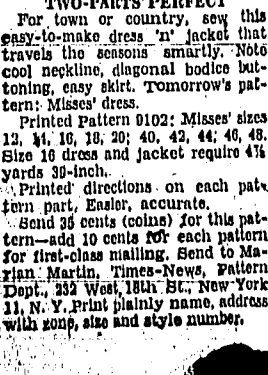 TWO-PARTS PERFECT
For town or country, sew this
easy-to-make dress 'n' jacket that
travels the seasons smartly. Note
cool neckline, diagonal bodice but-
toning, easy skirt. Tomorrow's pat-
tern: Misses' dress.
Printed Pattern 9102: Misses' sizes
12, 14, 16, 18, 20; 40, 42, 44, 46, 48.
Size 16 dress and jacket require
yards 39-inch.
Printed directions on each pat-
tern part. Easier, accurate.
Send 35 cents (coins) for this pat-
tern—add 10 cents for each pattern
for first-class mailing. Send to Ma-
rian Martin, Times-News, Pattern
Dept., 232 West 18th St., New York
11, N. Y. Print plainly name, address
with zone, size and style number.